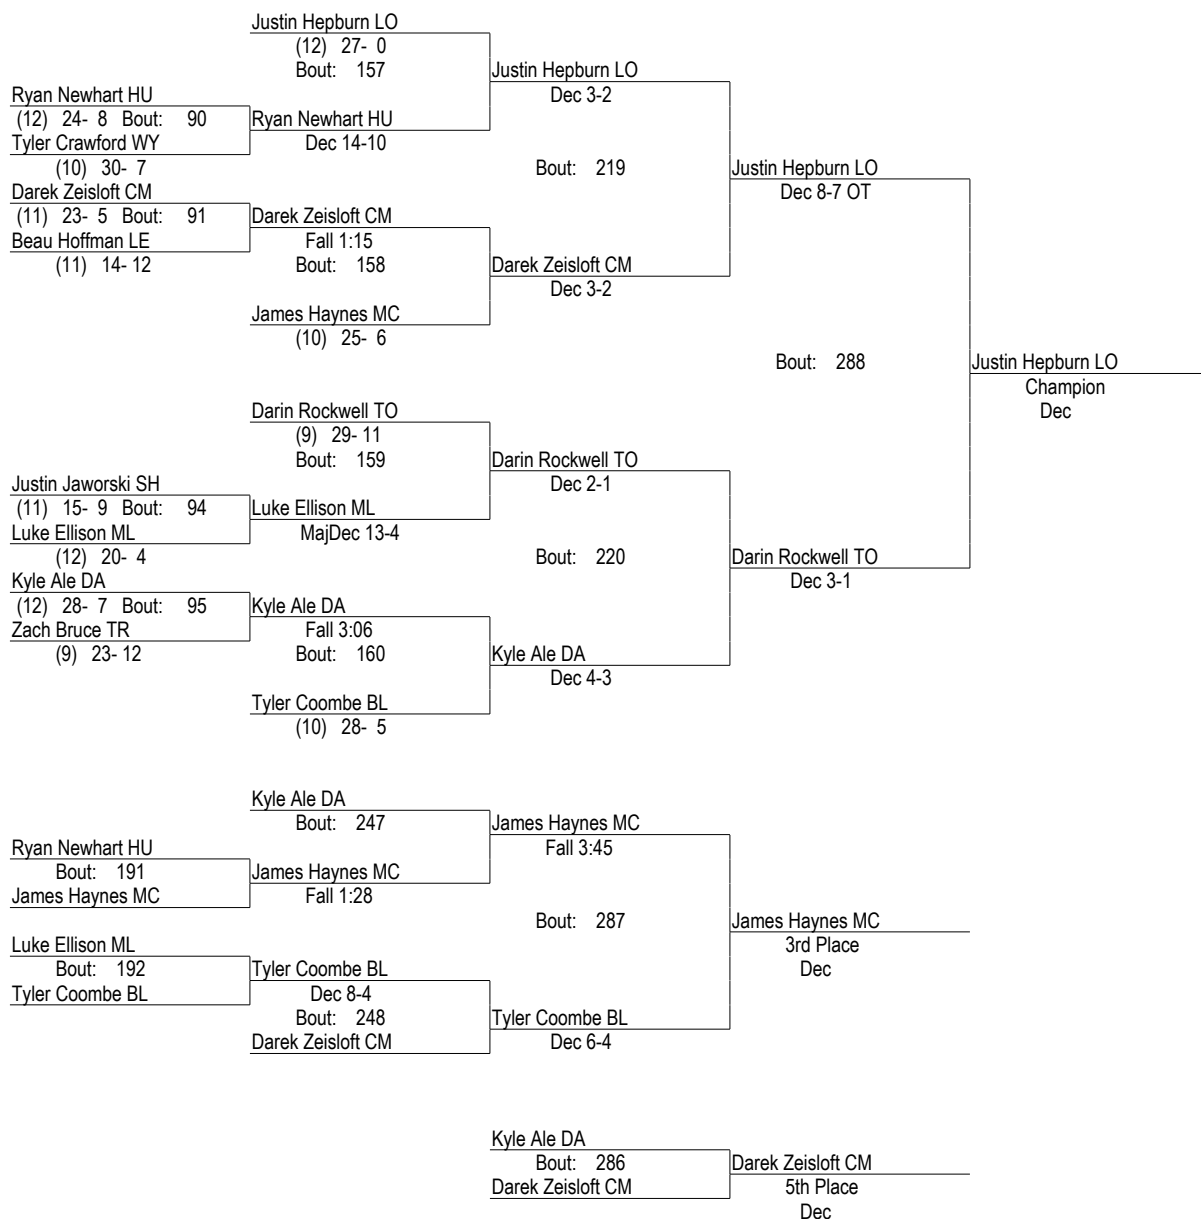 Justin Hepburn LO
(12) 27- 0
Bout: 157
Justin Hepburn LO
Dec 3-2
Ryan Newhart HU
(12) 24- 8 Bout: 90
Ryan Newhart HU
Dec 14-10
Tyler Crawford WY
(10) 30- 7
Bout: 219
Justin Hepburn LO
Dec 8-7 OT
Darek Zeisloft CM
(11) 23- 5 Bout: 91
Darek Zeisloft CM
Fall 1:15
Beau Hoffman LE
(11) 14- 12
Bout: 158
Darek Zeisloft CM
Dec 3-2
James Haynes MC
(10) 25- 6
Bout: 288
Justin Hepburn LO
Champion
Dec
Darin Rockwell TO
(9) 29- 11
Bout: 159
Darin Rockwell TO
Dec 2-1
Justin Jaworski SH
(11) 15- 9 Bout: 94
Luke Ellison ML
MajDec 13-4
Luke Ellison ML
(12) 20- 4
Bout: 220
Darin Rockwell TO
Dec 3-1
Kyle Ale DA
(12) 28- 7 Bout: 95
Kyle Ale DA
Fall 3:06
Zach Bruce TR
(9) 23- 12
Bout: 160
Kyle Ale DA
Dec 4-3
Tyler Coombe BL
(10) 28- 5
Kyle Ale DA
Bout: 247
James Haynes MC
Fall 3:45
Ryan Newhart HU
Bout: 191
James Haynes MC
Fall 1:28
James Haynes MC
Bout: 287
James Haynes MC
3rd Place
Dec
Luke Ellison ML
Bout: 192
Tyler Coombe BL
Tyler Coombe BL
Dec 8-4
Bout: 248
Tyler Coombe BL
Dec 6-4
Darek Zeisloft CM
Kyle Ale DA
Bout: 286
Darek Zeisloft CM
Darek Zeisloft CM
5th Place
Dec